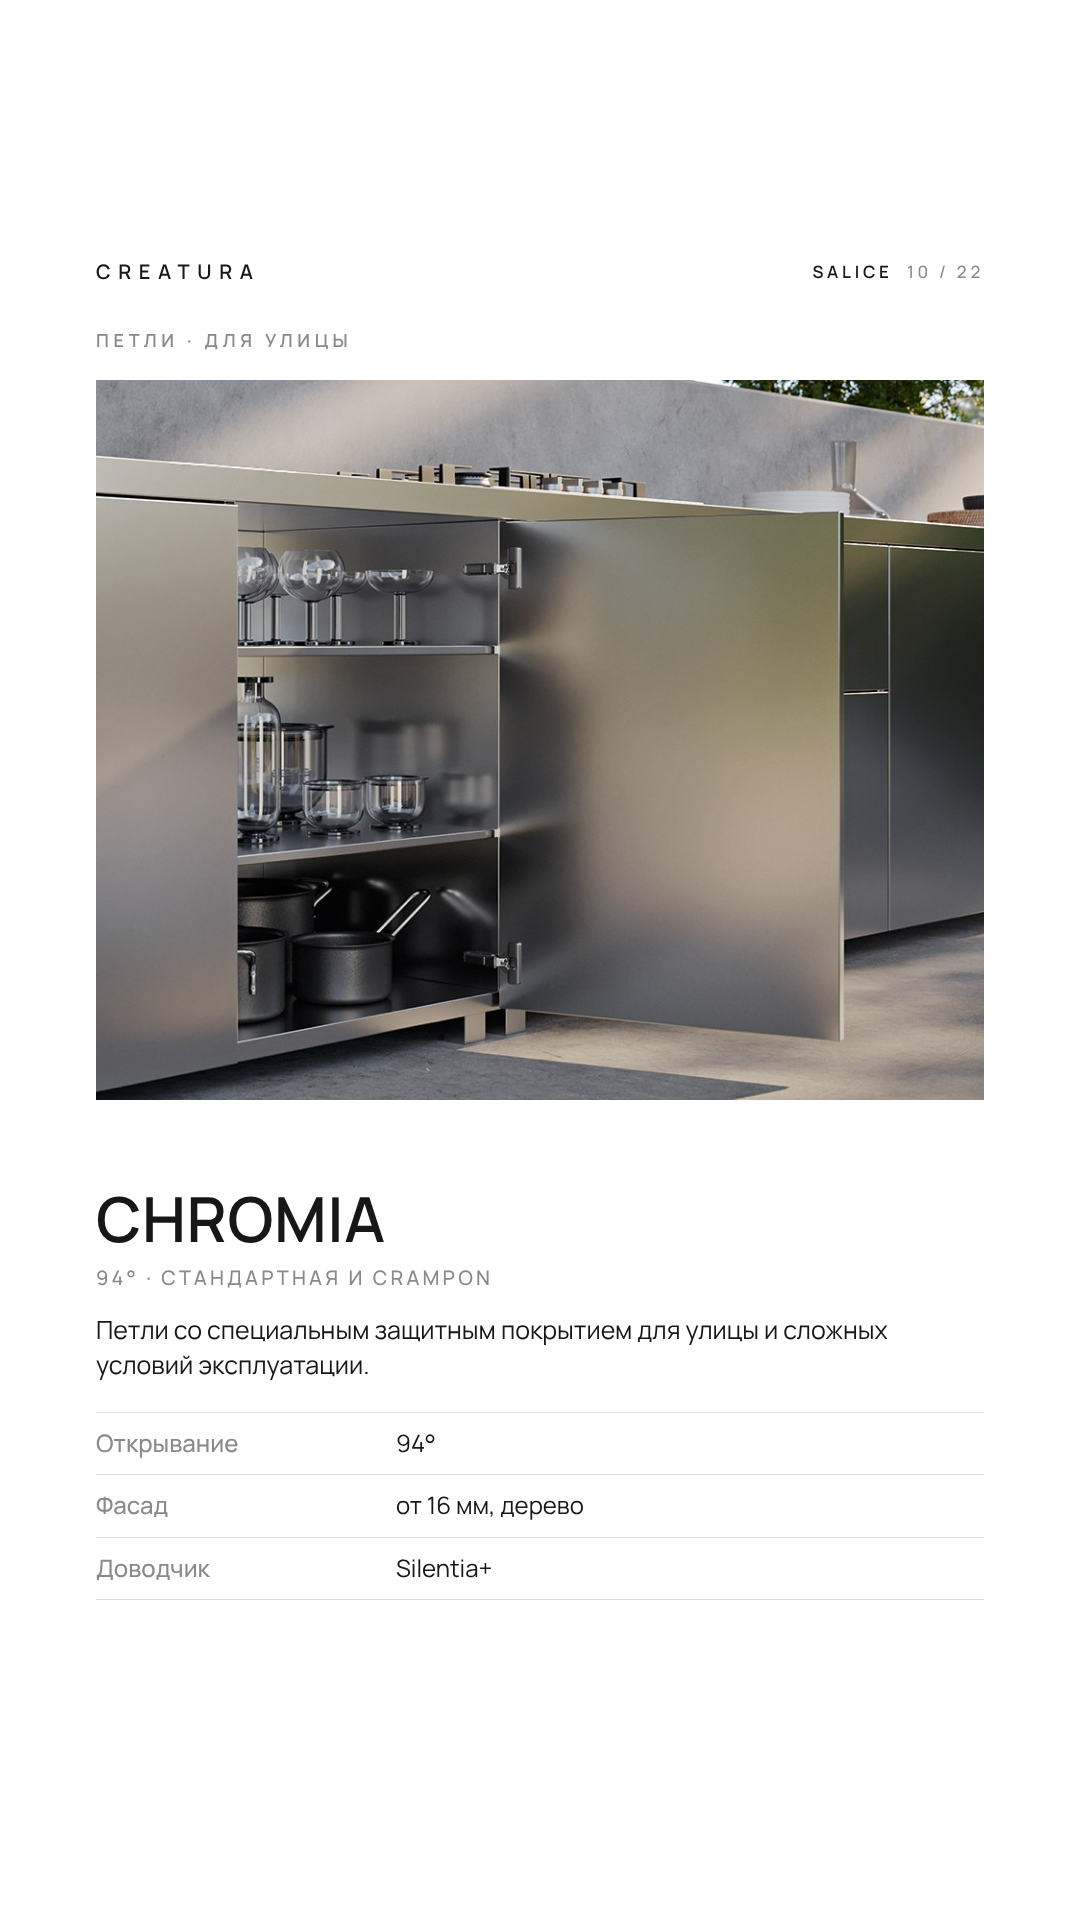 CREATURA
SALICE 10 / 22
ПЕТЛИ · ДЛЯ УЛИЦЫ
CHROMIA
94° · СТАНДАРТНАЯ И CRAMPON
Петли со специальным защитным покрытием для улицы и сложных
условий эксплуатации.
Открывание 94°
Фасад от 16 мм, дерево
Доводчик Silentia+